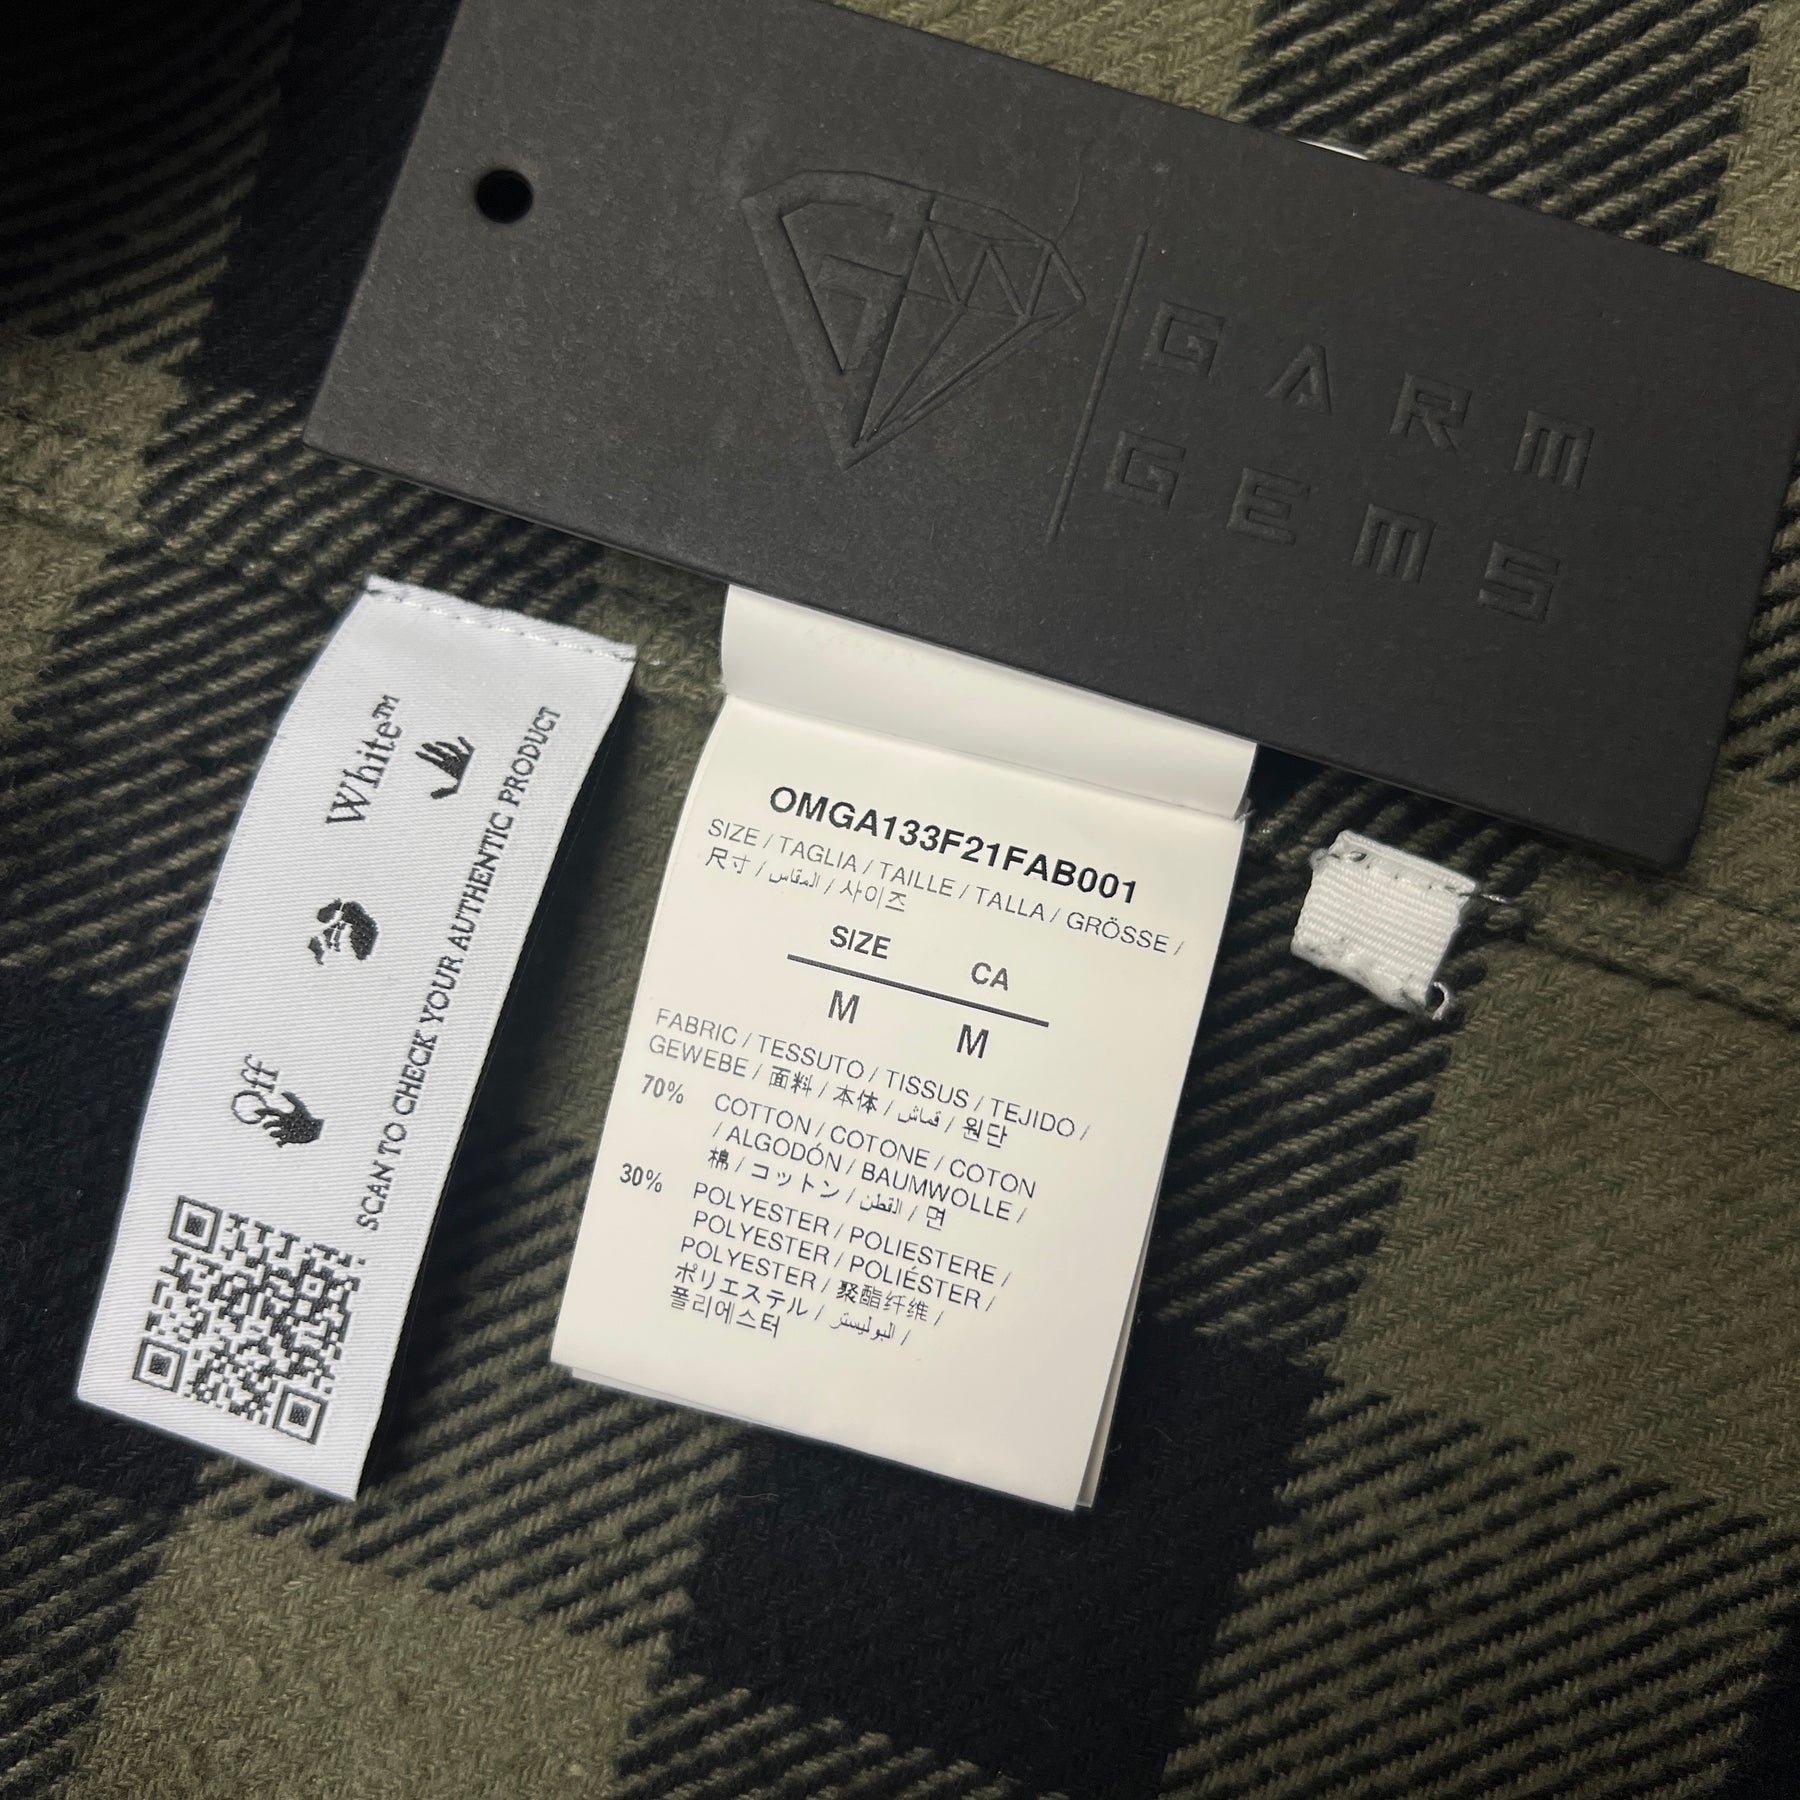 GARM
GEMS
Off White™
SCAN TO CHECK YOUR AUTHENTIC PRODUCT
OMGA133F21FAB001
SIZE / TAGLIA / TAILLE / TALLA / GRÖSSE /
尺寸 / المقاس / 사이즈
SIZE CA
M M
FABRIC / TESSUTO / TISSUS / TEJIDO /
GEWEBE / 面料 / 本体 / قماش / 원단
70% COTTON / COTONE / COTON
/ ALGODÓN / BAUMWOLLE /
棉 / コットン / القطن / 면
30% POLYESTER / POLIESTERE /
POLYESTER / POLIÉSTER /
POLYESTER / 聚酯纤维 /
ポリエステル / البوليستر /
폴리에스터